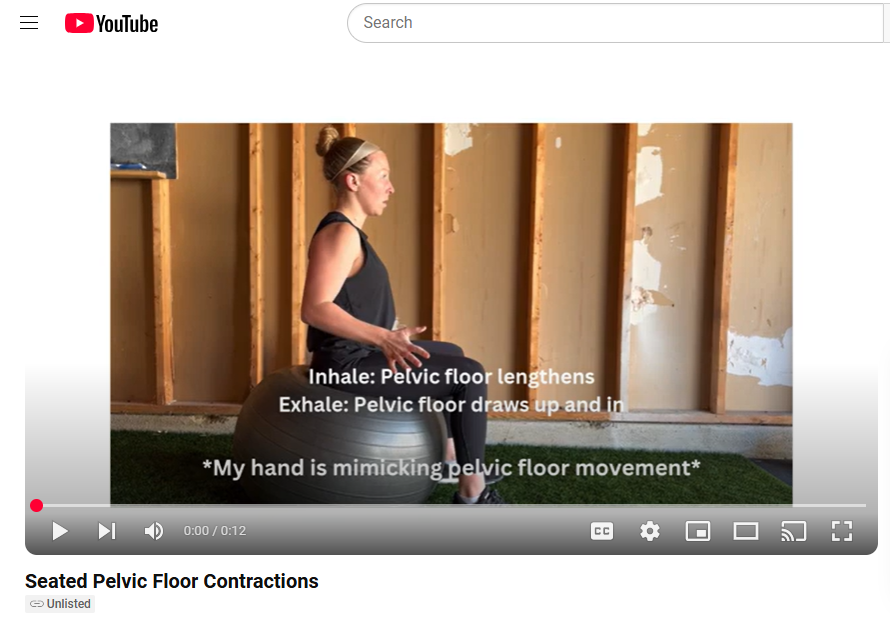 YouTube
Search
Inhale: Pelvic floor lengthens
Exhale: Pelvic floor draws up and in
*My hand is mimicking pelvic floor movement*
0:00 / 0:12
CC
Seated Pelvic Floor Contractions
Unlisted